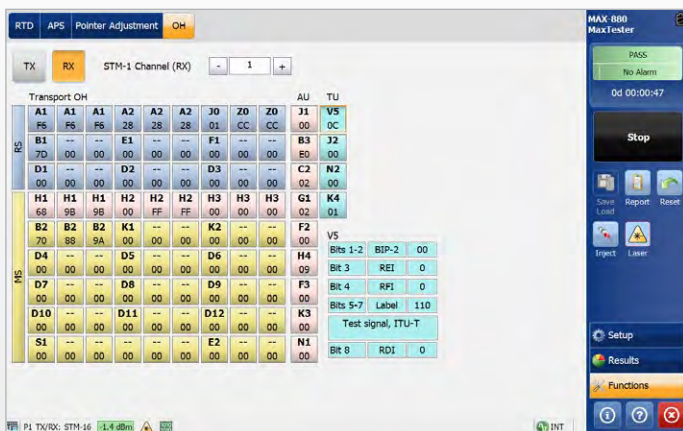 RTD APS Pointer Adjustment OH
MAX-880
MaxTester
PASS
No Alarm
0d 00:00:47
Stop
Save
Load
Report
Reset
Inject
Laser
Setup
Results
Functions
TX RX STM-1 Channel (RX) - 1 +
Transport OH AU TU
RS
A1 A1 A1 A2 A2 A2 J0 Z0 Z0 J1 V5
F6 F6 F6 28 28 28 01 CC CC 00 0C
B1 -- -- E1 -- -- F1 -- -- B3 J2
7D 00 00 00 00 00 00 00 00 E0 00
D1 -- -- D2 -- -- D3 -- -- C2 N2
00 00 00 00 00 00 00 00 00 02 00
MS
H1 H1 H1 H2 H2 H2 H3 H3 H3 G1 K4
68 9B 9B 00 FF FF 00 00 00 02 01
B2 B2 B2 K1 -- -- K2 -- -- F2
70 88 9A 00 00 00 00 00 00 00
D4 -- -- D5 -- -- D6 -- -- H4
00 00 00 00 00 00 00 00 00 09
D7 -- -- D8 -- -- D9 -- -- F3
00 00 00 00 00 00 00 00 00 00
D10 -- -- D11 -- -- D12 -- -- K3
00 00 00 00 00 00 00 00 00 00
S1 -- -- -- -- -- E2 -- -- N1
00 00 00 00 00 00 00 00 00 00
V5
Bits 1-2 BIP-2 00
Bit 3 REI 0
Bit 4 RFI 0
Bits 5-7 Label 110
Test signal, ITU-T
Bit 8 RDI 0
P1 TX/RX: STM-16 -1.4 dBm
INT